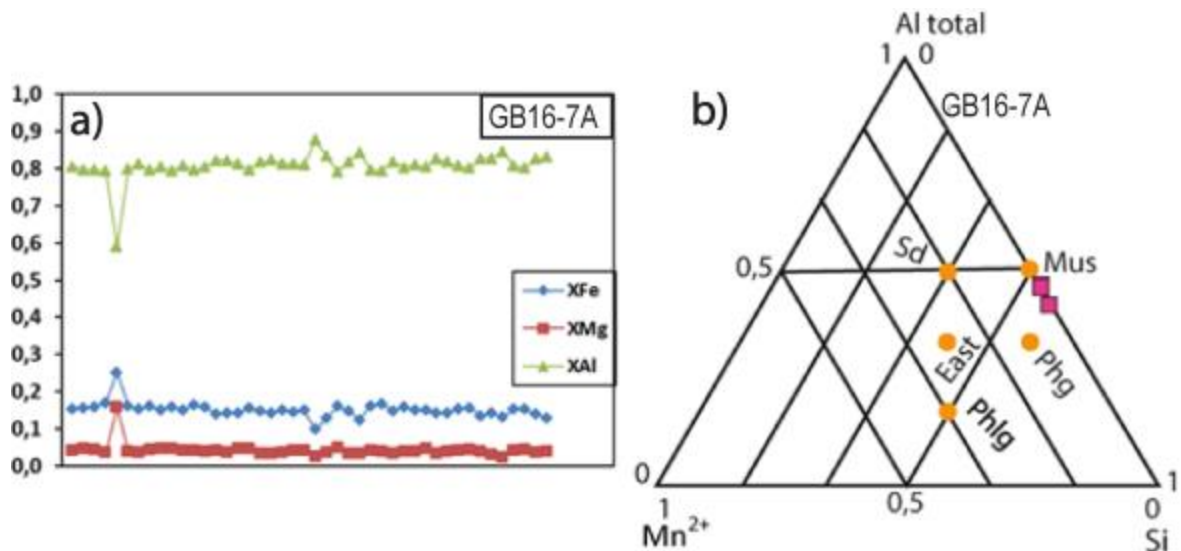 a)
GB16-7A
1,0
0,9
0,8
0,7
0,6
0,5
0,4
0,3
0,2
0,1
0,0
XFe
XMg
XAl
b)
Al total
1 0
GB16-7A
Sd
0,5
Mus
East
Phg
Phlg
0
1
1
0,5
0
Mn²⁺
Si